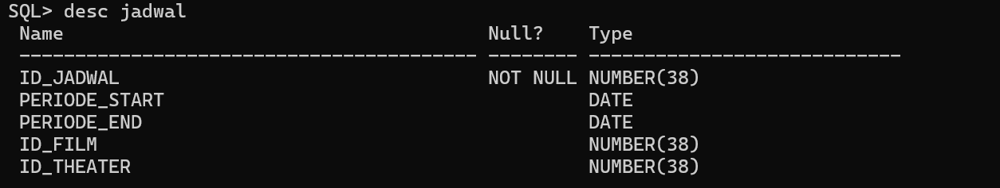 SQL> desc jadwal
Name Null? Type
----------------------------------------- -------- ----------------------------
ID_JADWAL NOT NULL NUMBER(38)
PERIODE_START DATE
PERIODE_END DATE
ID_FILM NUMBER(38)
ID_THEATER NUMBER(38)